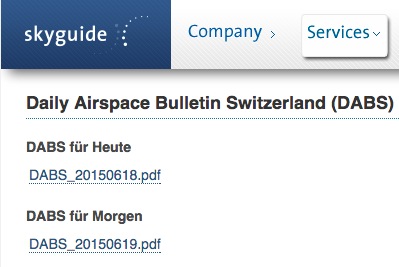 skyguide
Company
Services
Daily Airspace Bulletin Switzerland (DABS)
DABS für Heute
DABS_20150618.pdf
DABS für Morgen
DABS_20150619.pdf